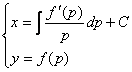 x = ∫ f'(p)/p dp + C
y = f(p)